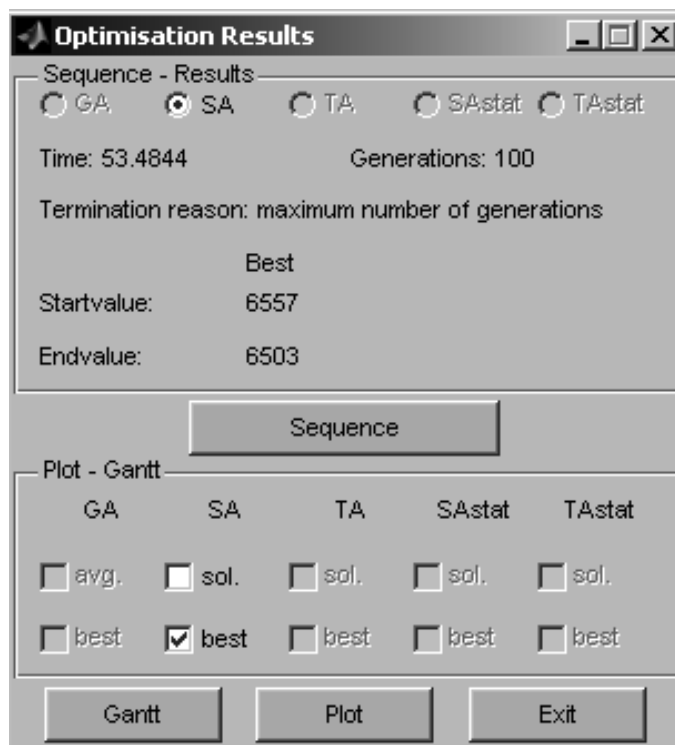 Optimisation Results
Sequence - Results
GA SA TA SAstat TAstat
Time: 53.4844 Generations: 100
Termination reason: maximum number of generations
Best
Startvalue: 6557
Endvalue: 6503
Sequence
Plot - Gantt
GA SA TA SAstat TAstat
avg. sol. sol. sol. sol.
best best best best best
Gantt Plot Exit